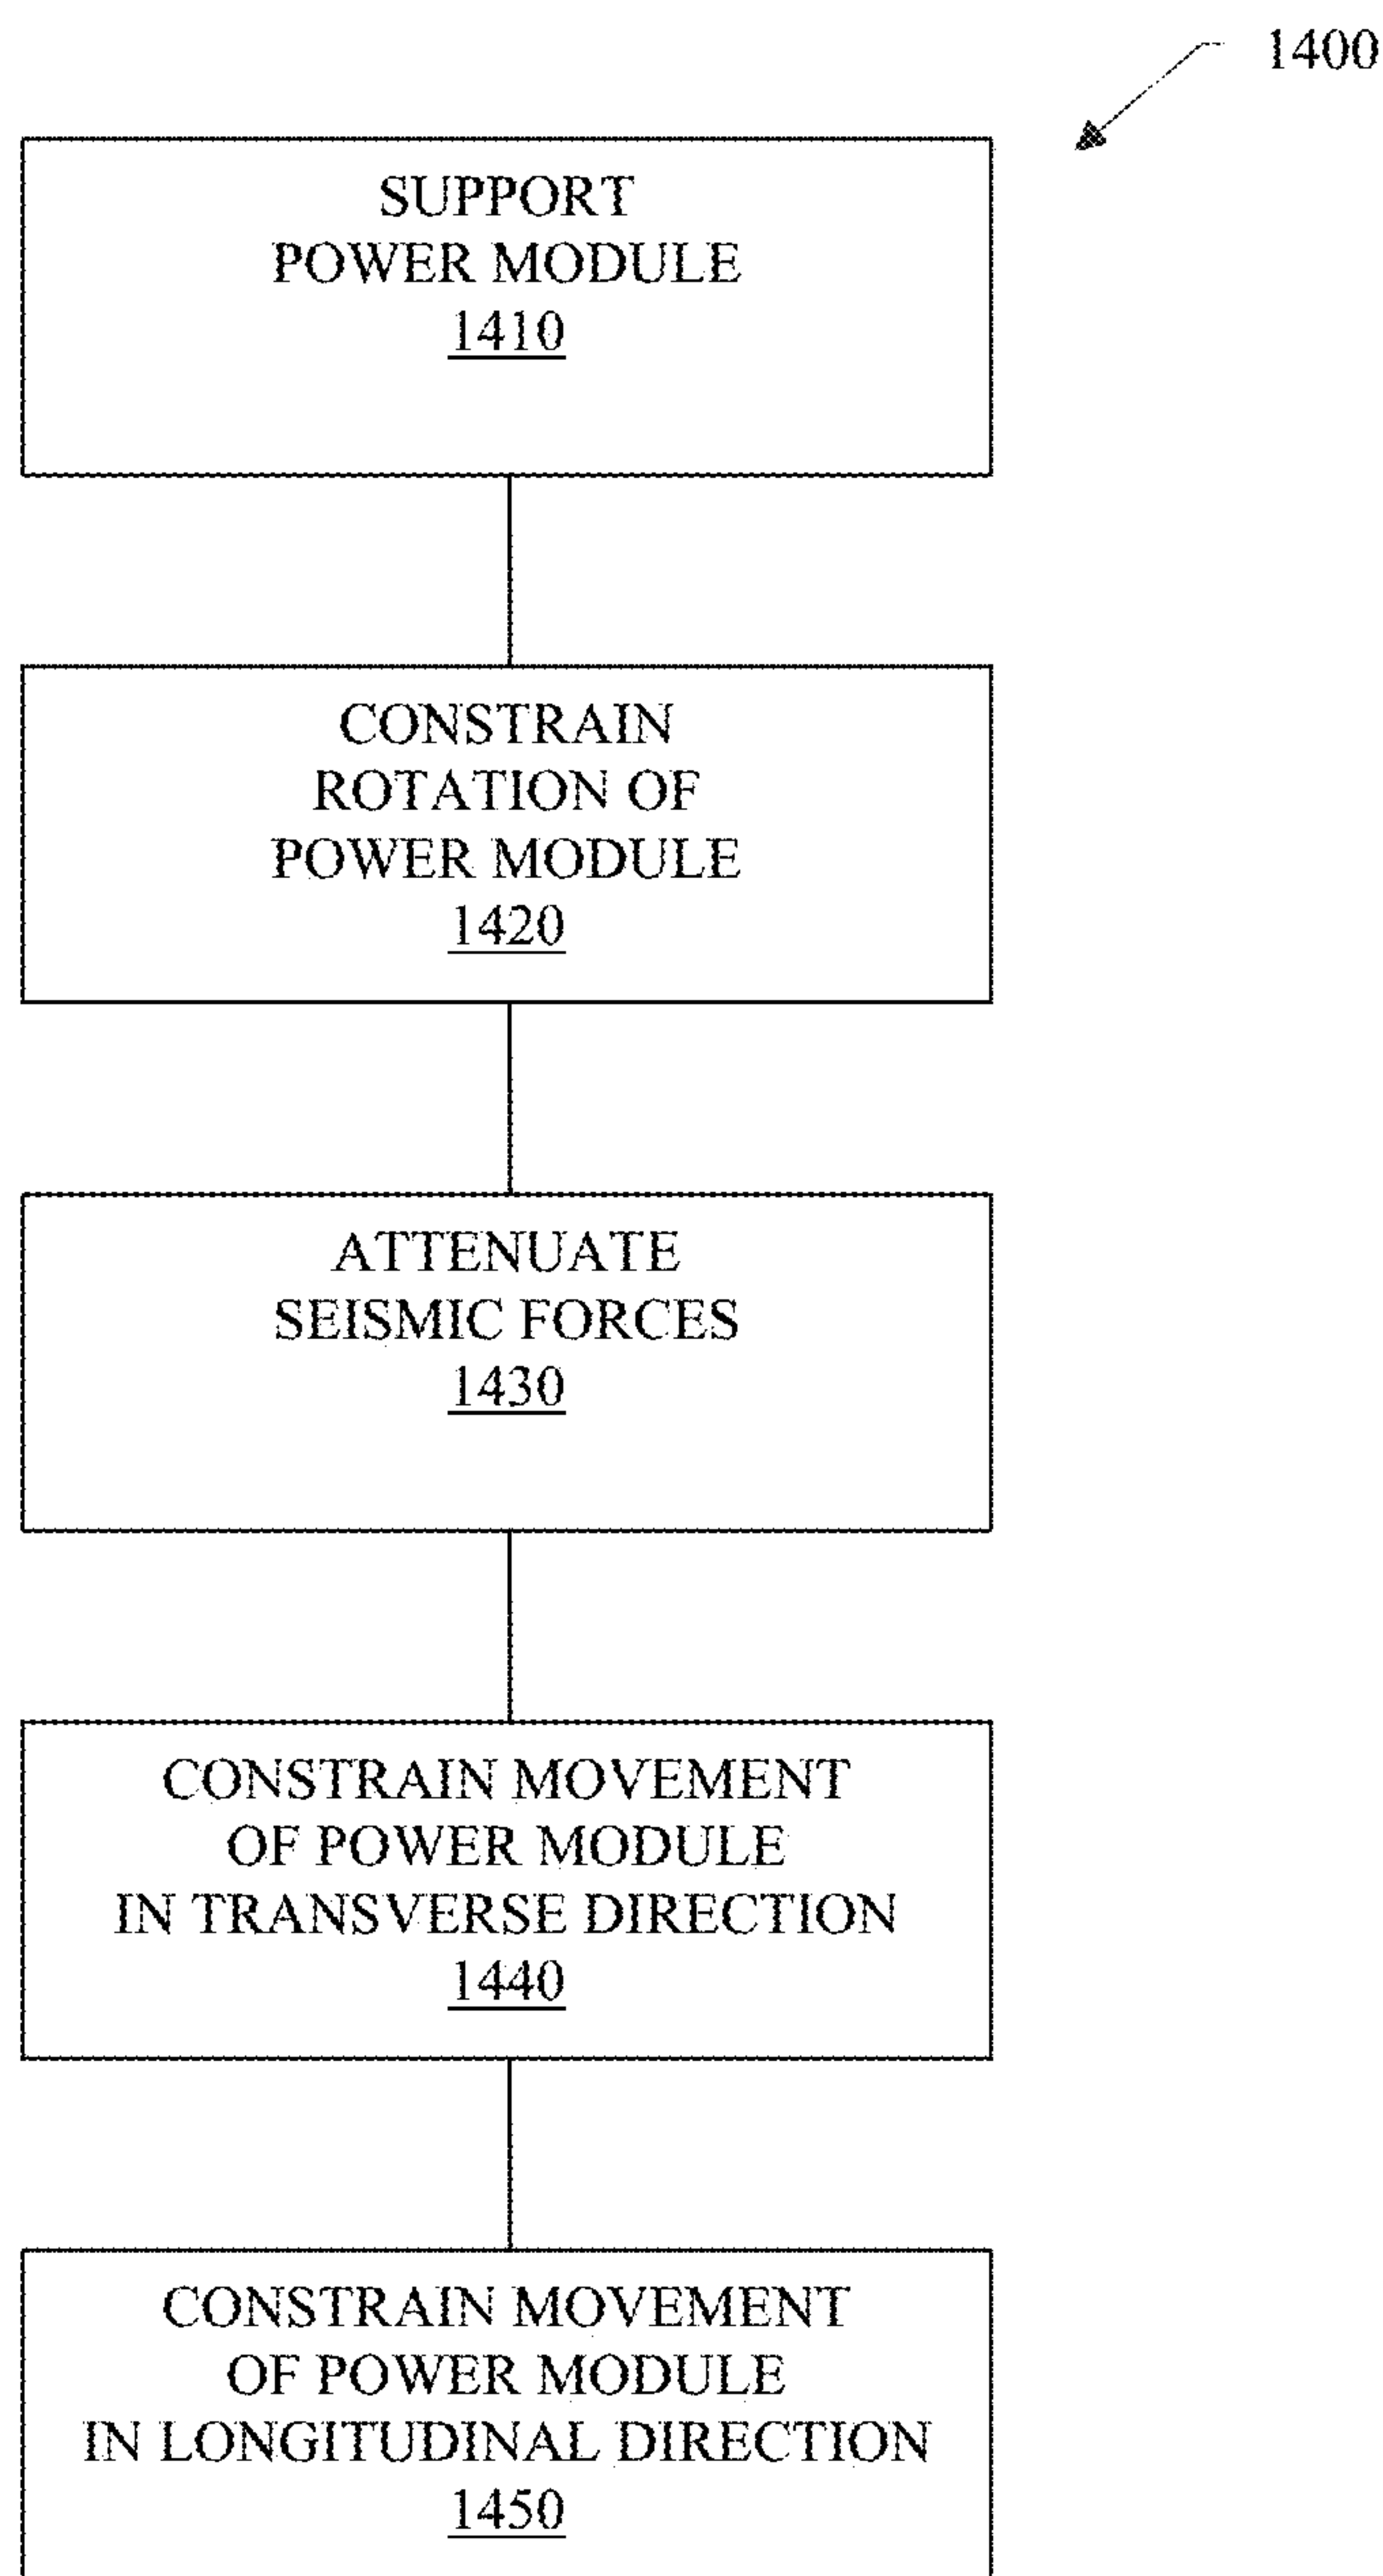 1400
SUPPORT
POWER MODULE
1410
CONSTRAIN
ROTATION OF
POWER MODULE
1420
ATTENUATE
SEISMIC FORCES
1430
CONSTRAIN MOVEMENT
OF POWER MODULE
IN TRANSVERSE DIRECTION
1440
CONSTRAIN MOVEMENT
OF POWER MODULE
IN LONGITUDINAL DIRECTION
1450